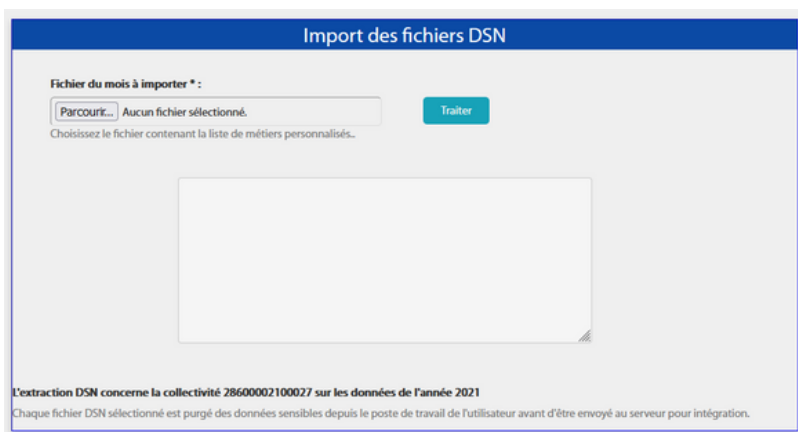 Import des fichiers DSN
Fichier du mois à importer * :
Parcourir... Aucun fichier sélectionné.
Traiter
Choisissez le fichier contenant la liste de métiers personnalisés..
L'extraction DSN concerne la collectivité 28600002100027 sur les données de l'année 2021
Chaque fichier DSN sélectionné est purgé des données sensibles depuis le poste de travail de l'utilisateur avant d'être envoyé au serveur pour intégration.